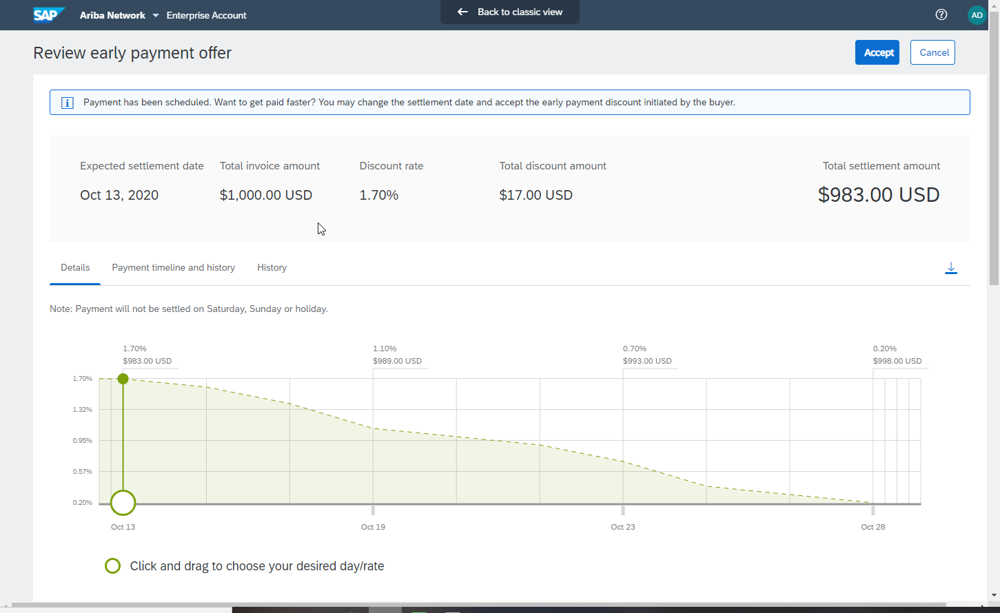 SAP Ariba Network Enterprise Account
Back to classic view
AD
Review early payment offer
Accept
Cancel
Payment has been scheduled. Want to get paid faster? You may change the settlement date and accept the early payment discount initiated by the buyer.
Expected settlement date Total invoice amount Discount rate Total discount amount Total settlement amount
Oct 13, 2020 $1,000.00 USD 1.70% $17.00 USD $983.00 USD
Details Payment timeline and history History
Note: Payment will not be settled on Saturday, Sunday or holiday.
1.70% 1.10% 0.70% 0.20%
$983.00 USD $989.00 USD $993.00 USD $998.00 USD
1.70%
1.32%
0.95%
0.57%
0.20%
Oct 13 Oct 19 Oct 23 Oct 28
Click and drag to choose your desired day/rate